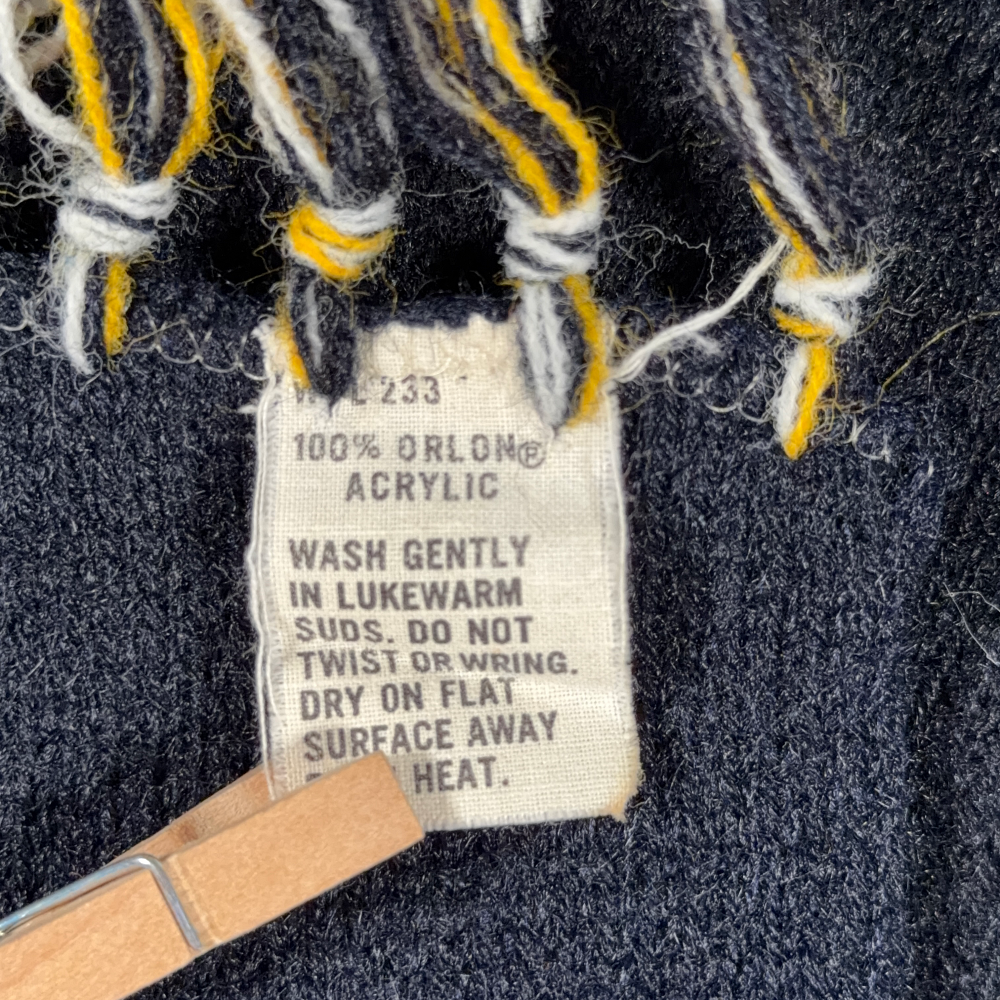 233
100% ORLON®
ACRYLIC
WASH GENTLY
IN LUKEWARM
SUDS. DO NOT
TWIST OR WRING.
DRY ON FLAT
SURFACE AWAY
HEAT.